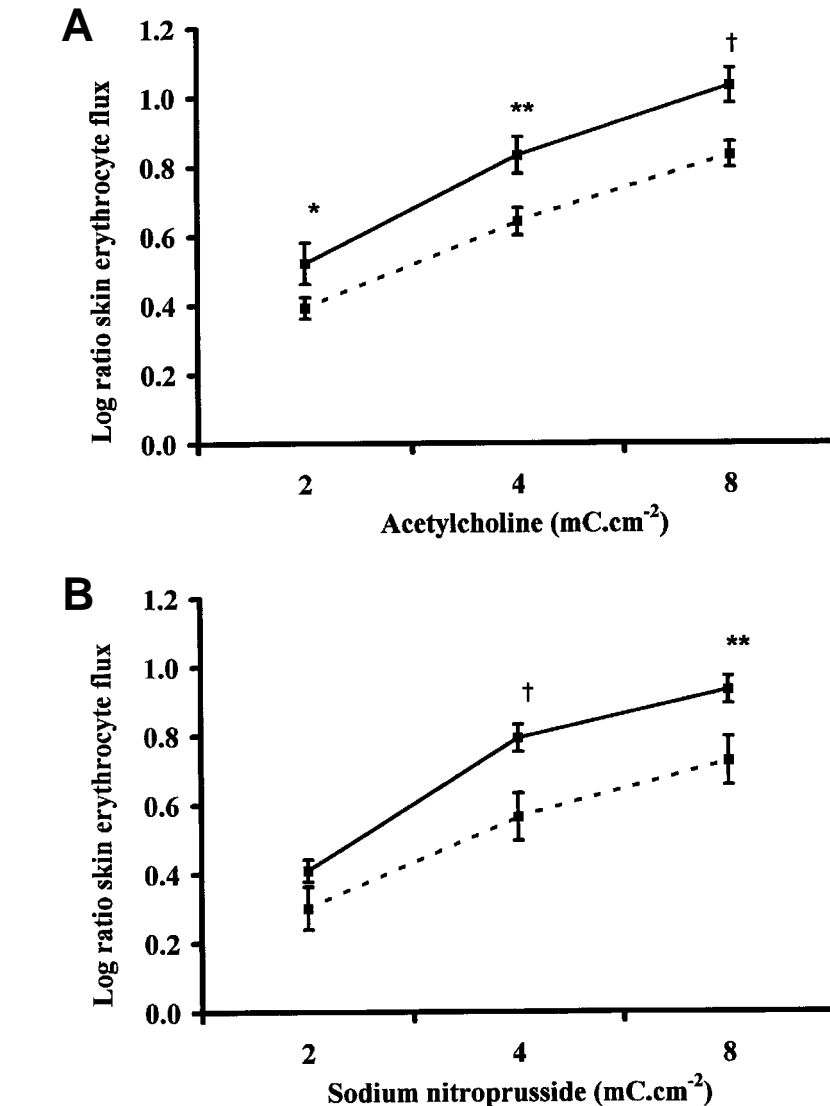 A
1.2
1.0
0.8
0.6
0.4
0.2
0.0
Log ratio skin erythrocyte flux
*
**
†
2 4 8
Acetylcholine (mC.cm-2)
B
1.2
1.0
0.8
0.6
0.4
0.2
0.0
Log ratio skin erythrocyte flux
†
**
2 4 8
Sodium nitroprusside (mC.cm-2)